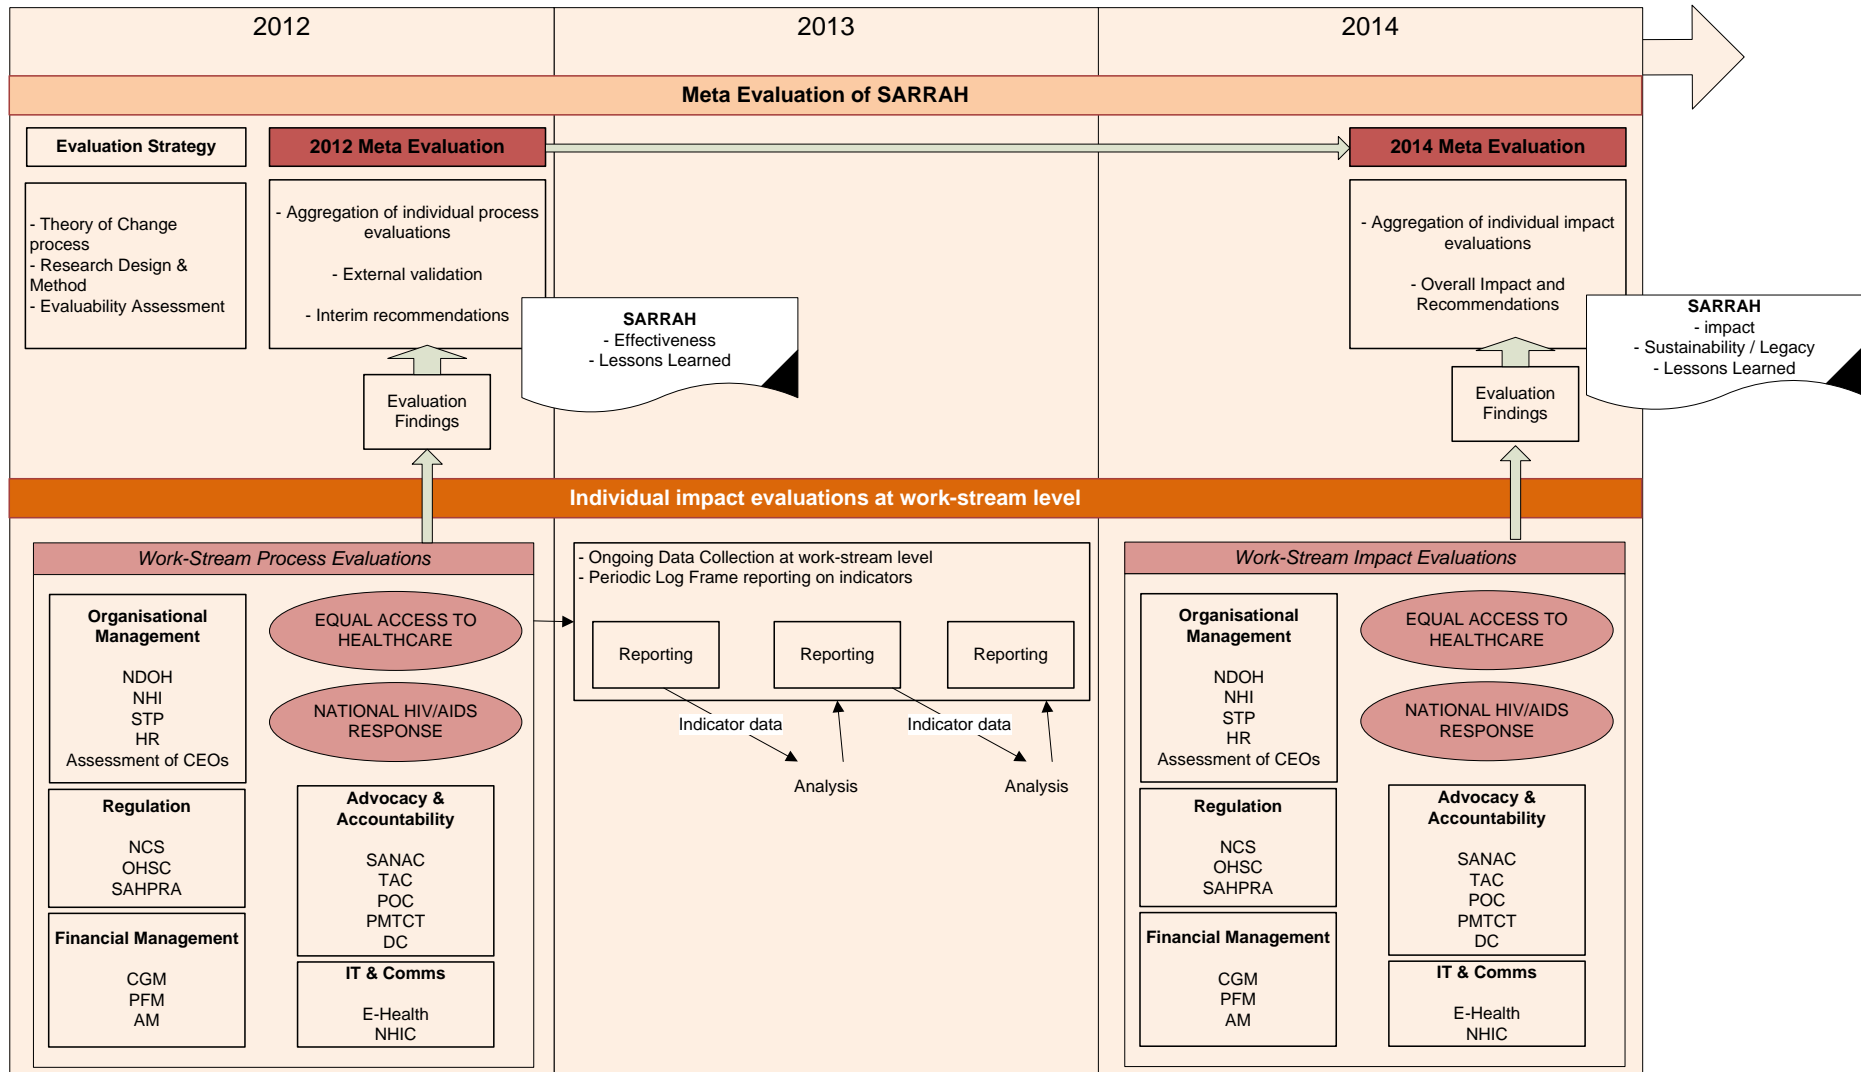 2012
2013
2014
Meta Evaluation of SARRAH
Evaluation Strategy
- Theory of Change
process
- Research Design &
Method
- Evaluability Assessment
2012 Meta Evaluation
- Aggregation of individual process
evaluations
- External validation
- Interim recommendations
SARRAH
- Effectiveness
- Lessons Learned
Evaluation
Findings
2014 Meta Evaluation
- Aggregation of individual impact
evaluations
- Overall Impact and
Recommendations
SARRAH
- impact
- Sustainability / Legacy
- Lessons Learned
Evaluation
Findings
Individual impact evaluations at work-stream level
Work-Stream Process Evaluations
Organisational
Management
NDOH
NHI
STP
HR
Assessment of CEOs
Regulation
NCS
OHSC
SAHPRA
Financial Management
CGM
PFM
AM
EQUAL ACCESS TO
HEALTHCARE
NATIONAL HIV/AIDS
RESPONSE
Advocacy &
Accountability
SANAC
TAC
POC
PMTCT
DC
IT & Comms
E-Health
NHIC
- Ongoing Data Collection at work-stream level
- Periodic Log Frame reporting on indicators
Reporting
Reporting
Reporting
Indicator data
Indicator data
Analysis
Analysis
Work-Stream Impact Evaluations
Organisational
Management
NDOH
NHI
STP
HR
Assessment of CEOs
Regulation
NCS
OHSC
SAHPRA
Financial Management
CGM
PFM
AM
EQUAL ACCESS TO
HEALTHCARE
NATIONAL HIV/AIDS
RESPONSE
Advocacy &
Accountability
SANAC
TAC
POC
PMTCT
DC
IT & Comms
E-Health
NHIC